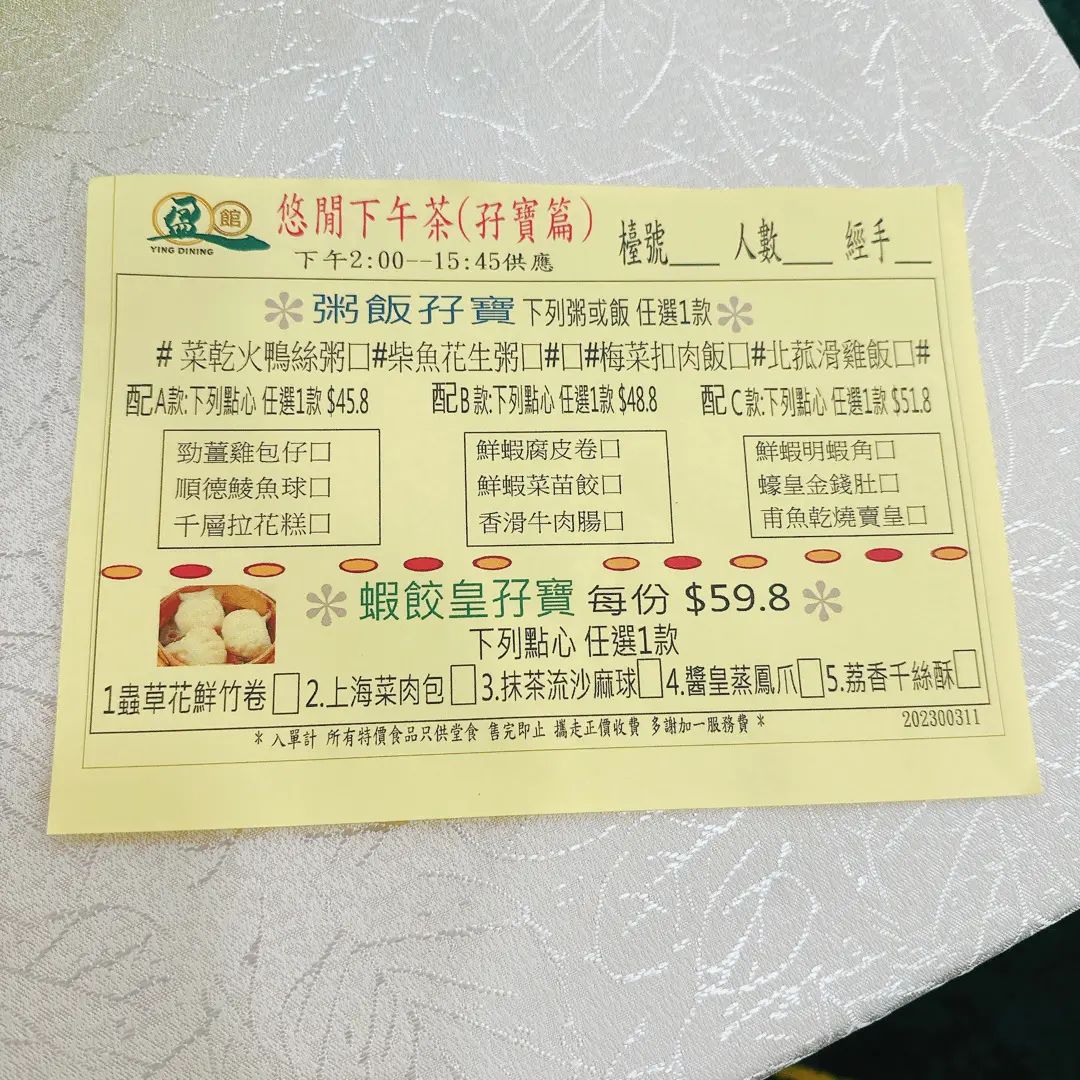 盈館
YING DINING
悠閒下午茶(孖寶篇)
下午2:00--15:45供應
檯號___ 人數___ 經手__
粥飯孖寶 下列粥或飯 任選1款
# 菜乾火鴨絲粥□#柴魚花生粥□#□#梅菜扣肉飯□#北菰滑雞飯□#
配A款:下列點心 任選1款 $45.8
勁薑雞包仔□
順德鯪魚球□
千層拉花糕□
配B款:下列點心 任選1款 $48.8
鮮蝦腐皮卷□
鮮蝦菜苗餃□
香滑牛肉腸□
配C款:下列點心 任選1款 $51.8
鮮蝦明蝦角□
蠔皇金錢肚□
甫魚乾燒賣皇□
蝦餃皇孖寶 每份 $59.8
下列點心 任選1款
1蟲草花鮮竹卷□2.上海菜肉包□3.抹茶流沙麻球□4.醬皇蒸鳳爪□5.荔香千絲酥□
* 入單計 所有特價食品只供堂食 售完即止 攜走正價收費 多謝加一服務費 *
202300311